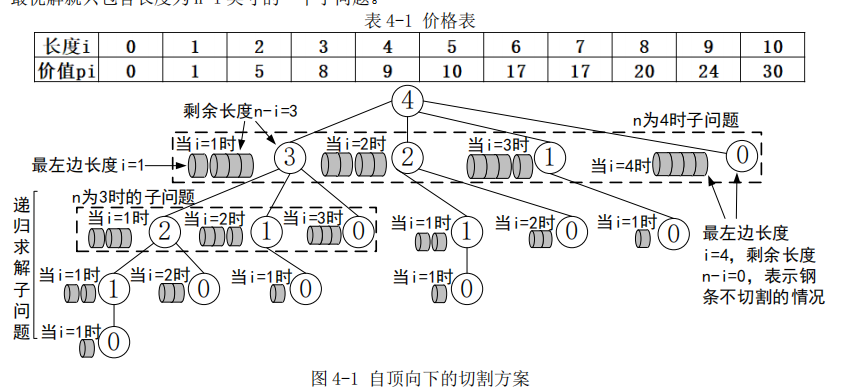 最优解就只包含长度为n-1英寸的一个子问题。
表 4-1 价格表
长度i 0 1 2 3 4 5 6 7 8 9 10
价值pi 0 1 5 8 9 10 17 17 20 24 30
剩余长度n-i=3
4
n为4时子问题
当i=1时 3 当i=2时 2 当i=3时 1 当i=4时 0
最左边长度i=1
n为3时的子问题
当i=1时 2 当i=2时 1 当i=3时 0 当i=1时 1 当i=2时 0 当i=1时 0
最左边长度
i=4，剩余长度
n-i=0，表示钢
条不切割的情况
递归求解子问题
当i=1时 1 当i=2时 0 当i=1时 0 当i=1时 0
当i=1时 0
图 4-1 自顶向下的切割方案